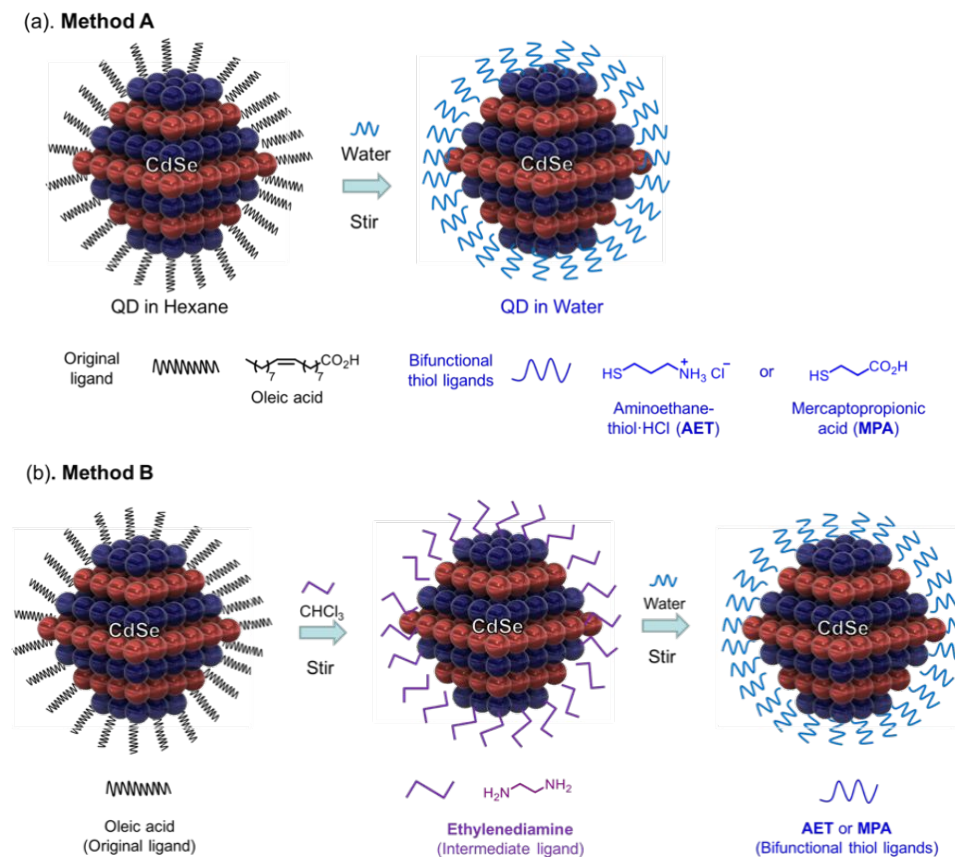 (a). Method A
CdSe
Water
Stir
CdSe
QD in Hexane
QD in Water
Original
ligand
7
7
CO2H
Oleic acid
Bifunctional
thiol ligands
HS
+
NH3 Cl−
or
HS
CO2H
Aminoethane-
thiol·HCl (AET)
Mercaptopropionic
acid (MPA)
(b). Method B
CdSe
CHCl3
Stir
CdSe
Water
Stir
CdSe
Oleic acid
(Original ligand)
H2N
NH2
Ethylenediamine
(Intermediate ligand)
AET or MPA
(Bifunctional thiol ligands)